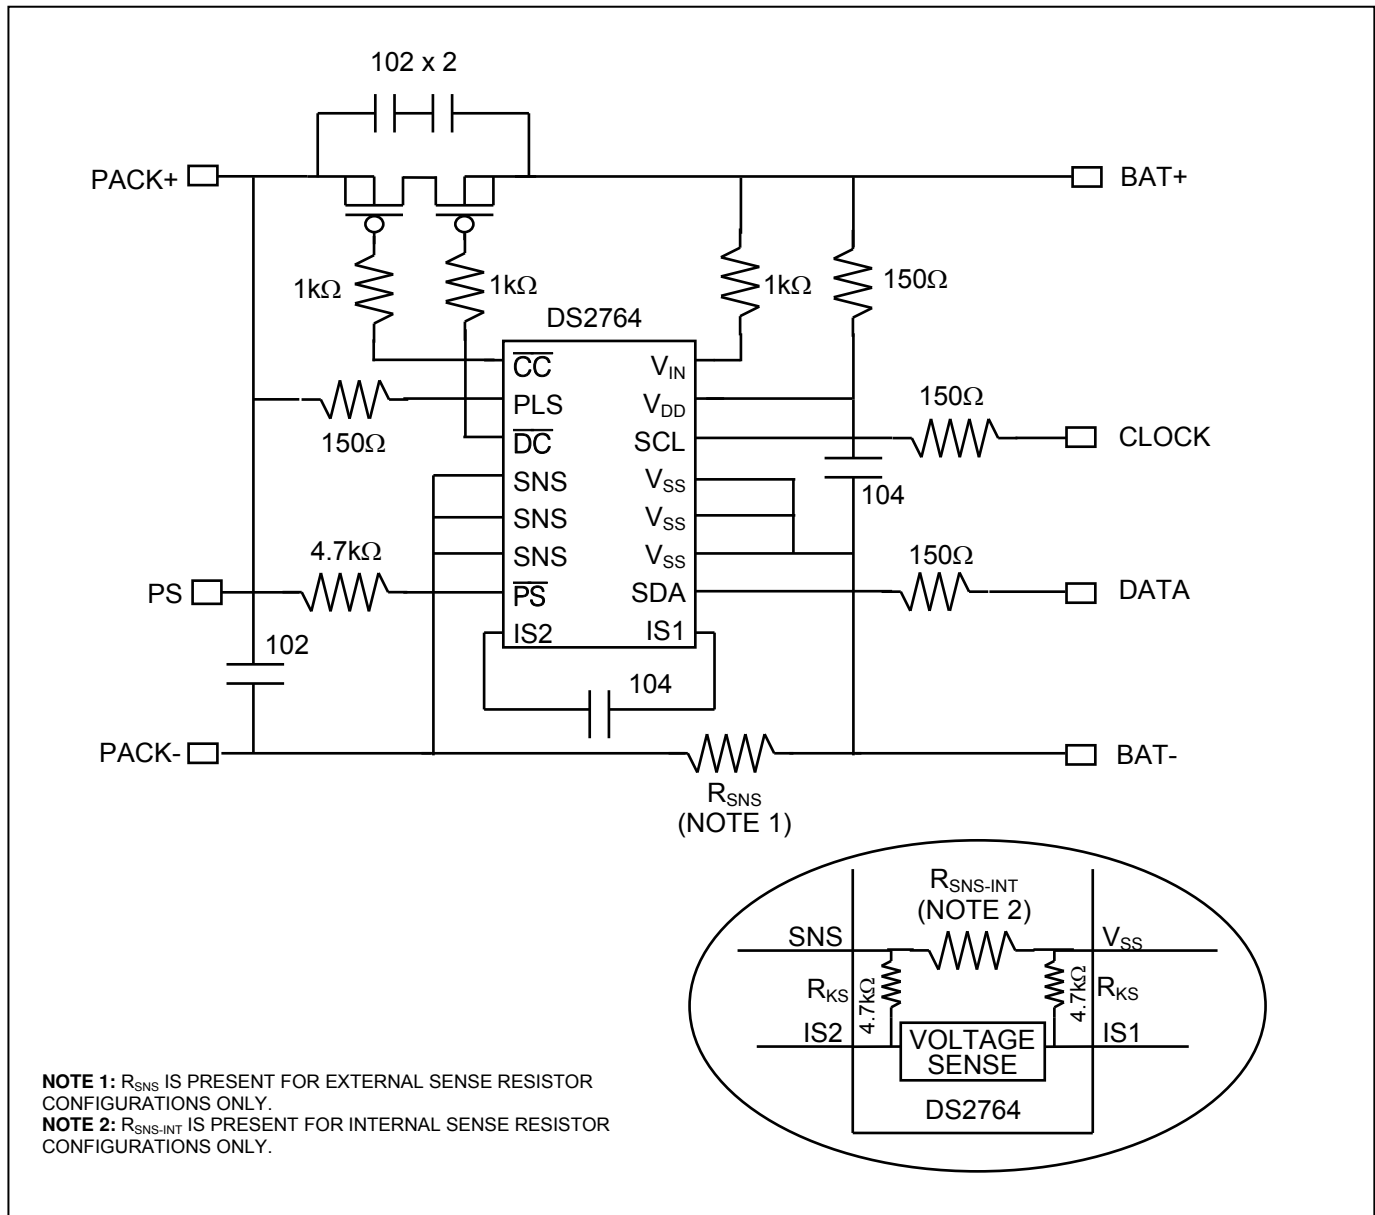 102 x 2
PACK+
BAT+
1kΩ
1kΩ
1kΩ
150Ω
DS2764
CC
PLS
DC
SNS
SNS
SNS
PS
IS2
VIN
VDD
SCL
VSS
VSS
VSS
SDA
IS1
150Ω
150Ω
CLOCK
104
4.7kΩ
PS
150Ω
DATA
102
104
PACK-
BAT-
RSNS
(NOTE 1)
RSNS-INT
(NOTE 2)
SNS
VSS
RKS
4.7kΩ
4.7kΩ
RKS
IS2
VOLTAGE
SENSE
IS1
DS2764
NOTE 1: RSNS IS PRESENT FOR EXTERNAL SENSE RESISTOR
CONFIGURATIONS ONLY.
NOTE 2: RSNS-INT IS PRESENT FOR INTERNAL SENSE RESISTOR
CONFIGURATIONS ONLY.